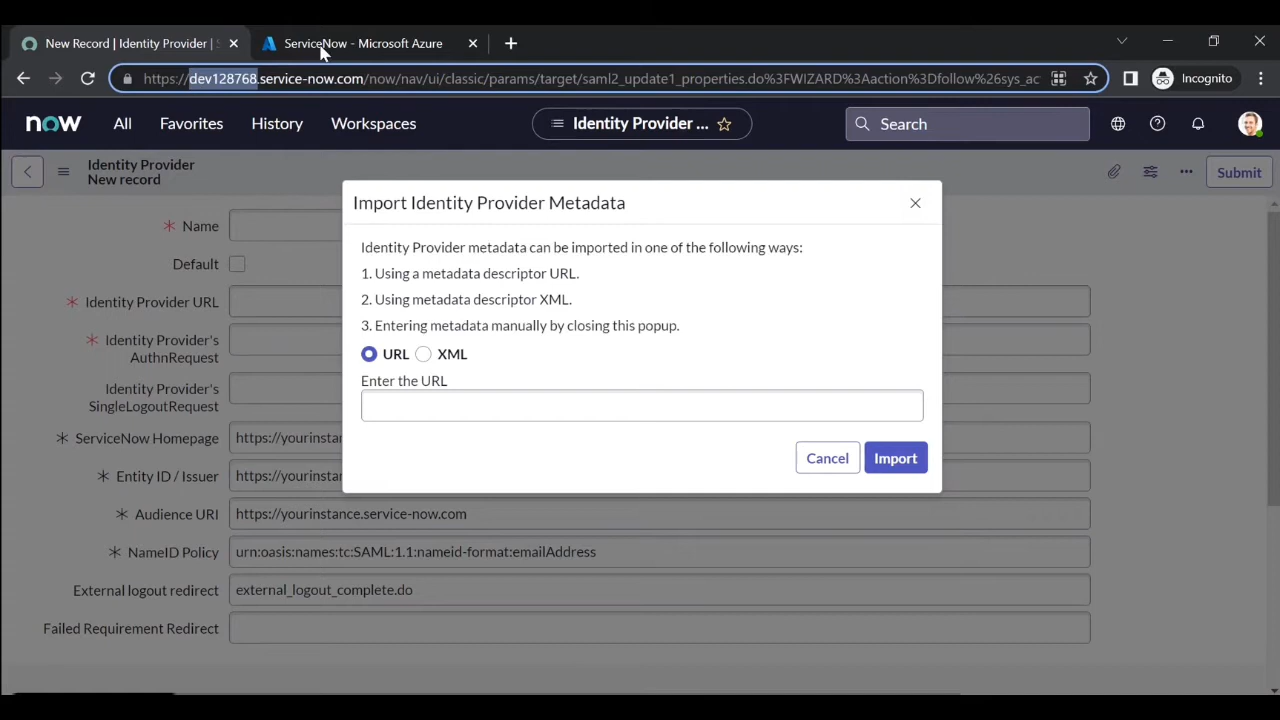 New Record | Identity Provider |
ServiceNow - Microsoft Azure
https://dev128768.service-now.com/now/nav/ui/classic/params/target/saml2_update1_properties.do%3FWIZARD%3Aaction%3Dfollow%26sys_ac
Incognito
now
All
Favorites
History
Workspaces
Identity Provider ...
Search
Identity Provider
New record
Submit
Import Identity Provider Metadata
Identity Provider metadata can be imported in one of the following ways:
1. Using a metadata descriptor URL.
2. Using metadata descriptor XML.
3. Entering metadata manually by closing this popup.
URL
XML
Enter the URL
Cancel
Import
* Name
Default
* Identity Provider URL
* Identity Provider's
AuthnRequest
Identity Provider's
SingleLogoutRequest
* ServiceNow Homepage
https://yourinstan
* Entity ID / Issuer
https://yourinstan
* Audience URI
https://yourinstance.service-now.com
* NameID Policy
urn:oasis:names:tc:SAML:1.1:nameid-format:emailAddress
External logout redirect
external_logout_complete.do
Failed Requirement Redirect